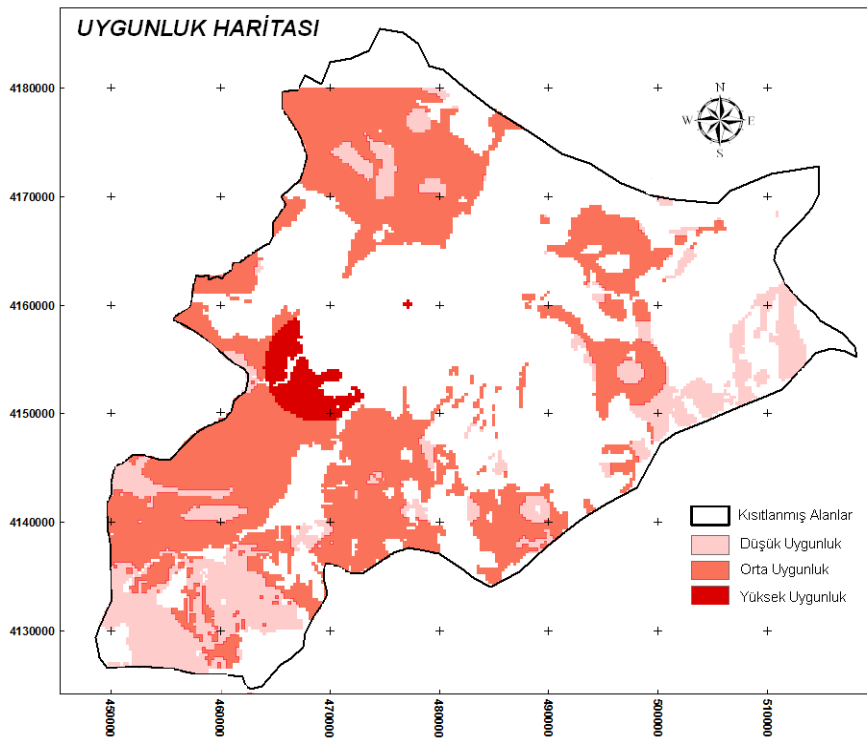 UYGUNLUK HARİTASI
N
W E
S
4180000
4170000
4160000
4150000
4140000
4130000
Kısıtlanmış Alanlar
Düşük Uygunluk
Orta Uygunluk
Yüksek Uygunluk
450000
460000
470000
480000
490000
500000
510000